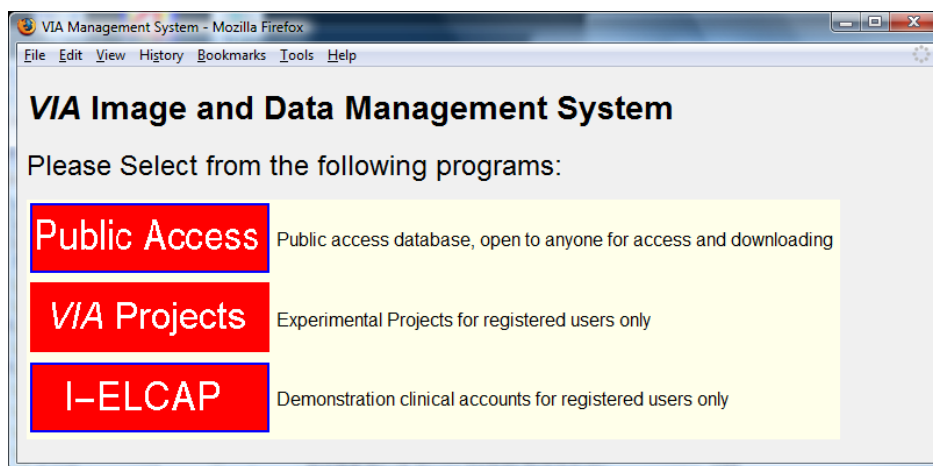 VIA Management System - Mozilla Firefox
File Edit View History Bookmarks Tools Help
VIA Image and Data Management System
Please Select from the following programs:
Public Access Public access database, open to anyone for access and downloading
VIA Projects Experimental Projects for registered users only
I-ELCAP Demonstration clinical accounts for registered users only